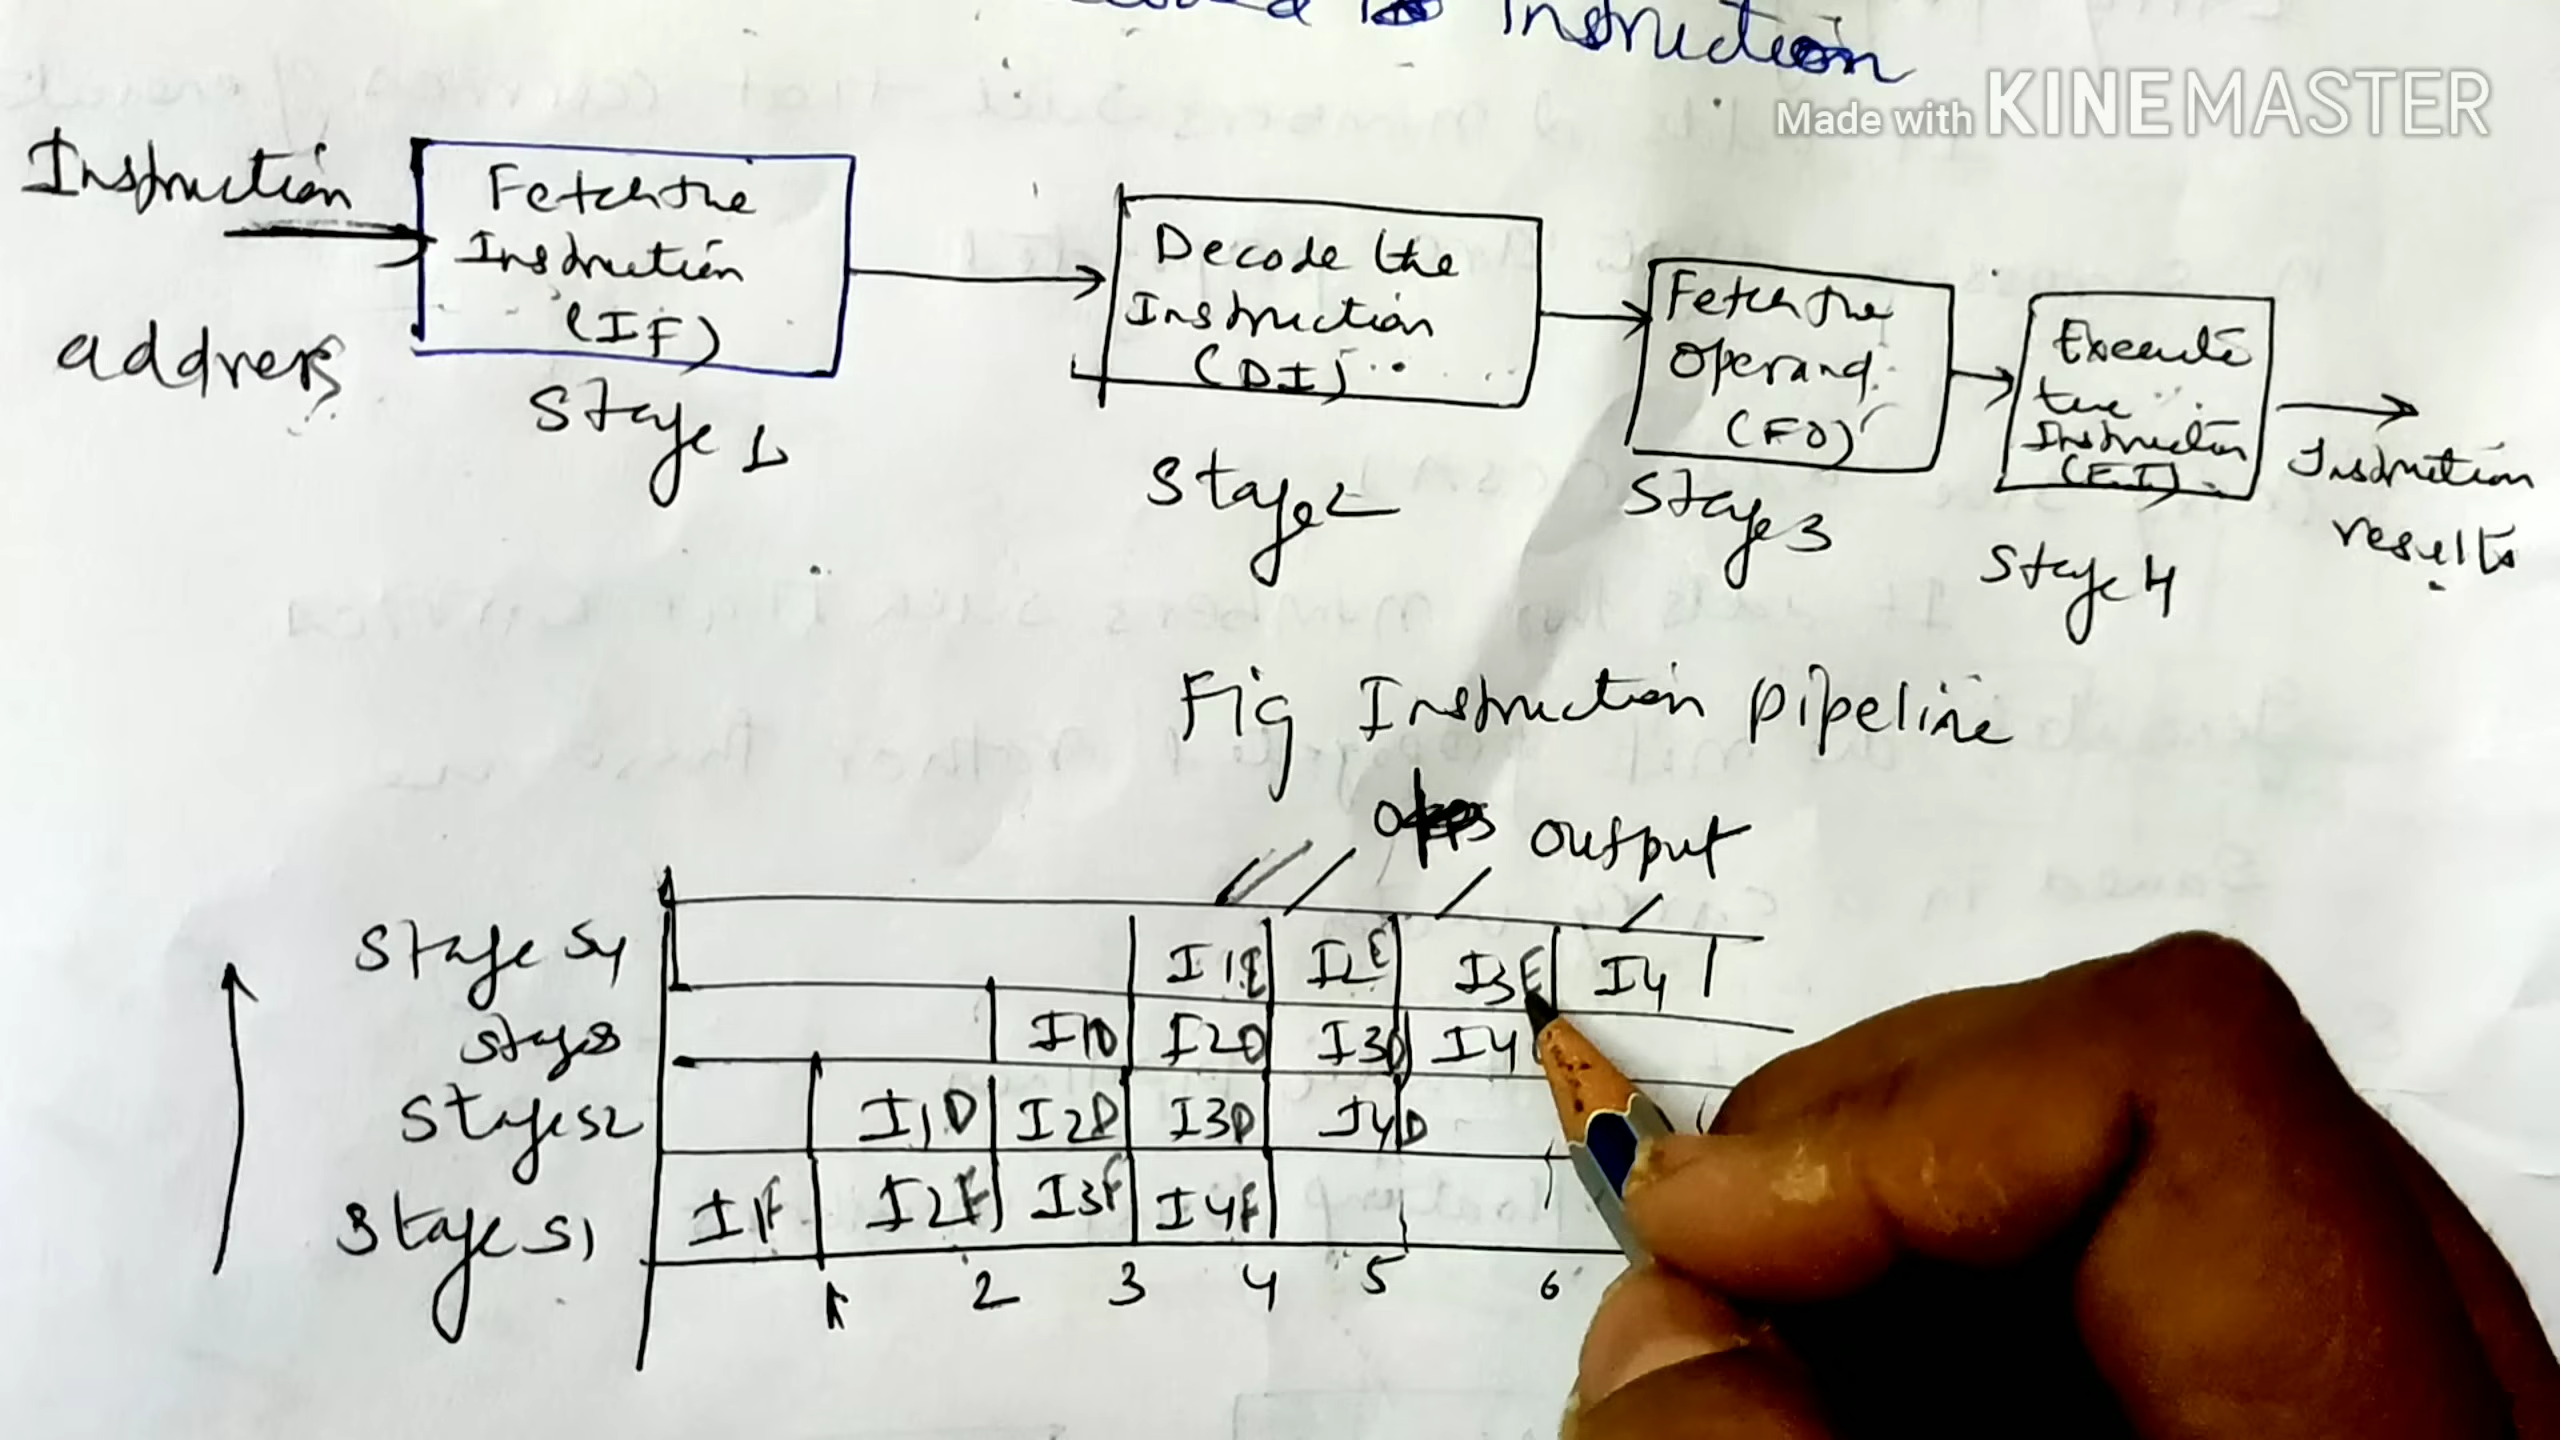 Instruction
Made with KINEMASTER
Instruction
address
Fetch the
Instruction
(IF)
Stage 1
Decode the
Instruction
(DI)
Stage 2
Fetch the
Operand
(FO)
Stage 3
Execute
the
Instruction
(EI)
Stage 4
Instruction
results
Fig Instruction Pipeline
output
Stage S4
I1E I2E I3E I4
I1O I2O I3O I4
Stage S2
I1D I2D I3D I4D
Stage S1
I1F I2F I3F I4F
1 2 3 4 5 6